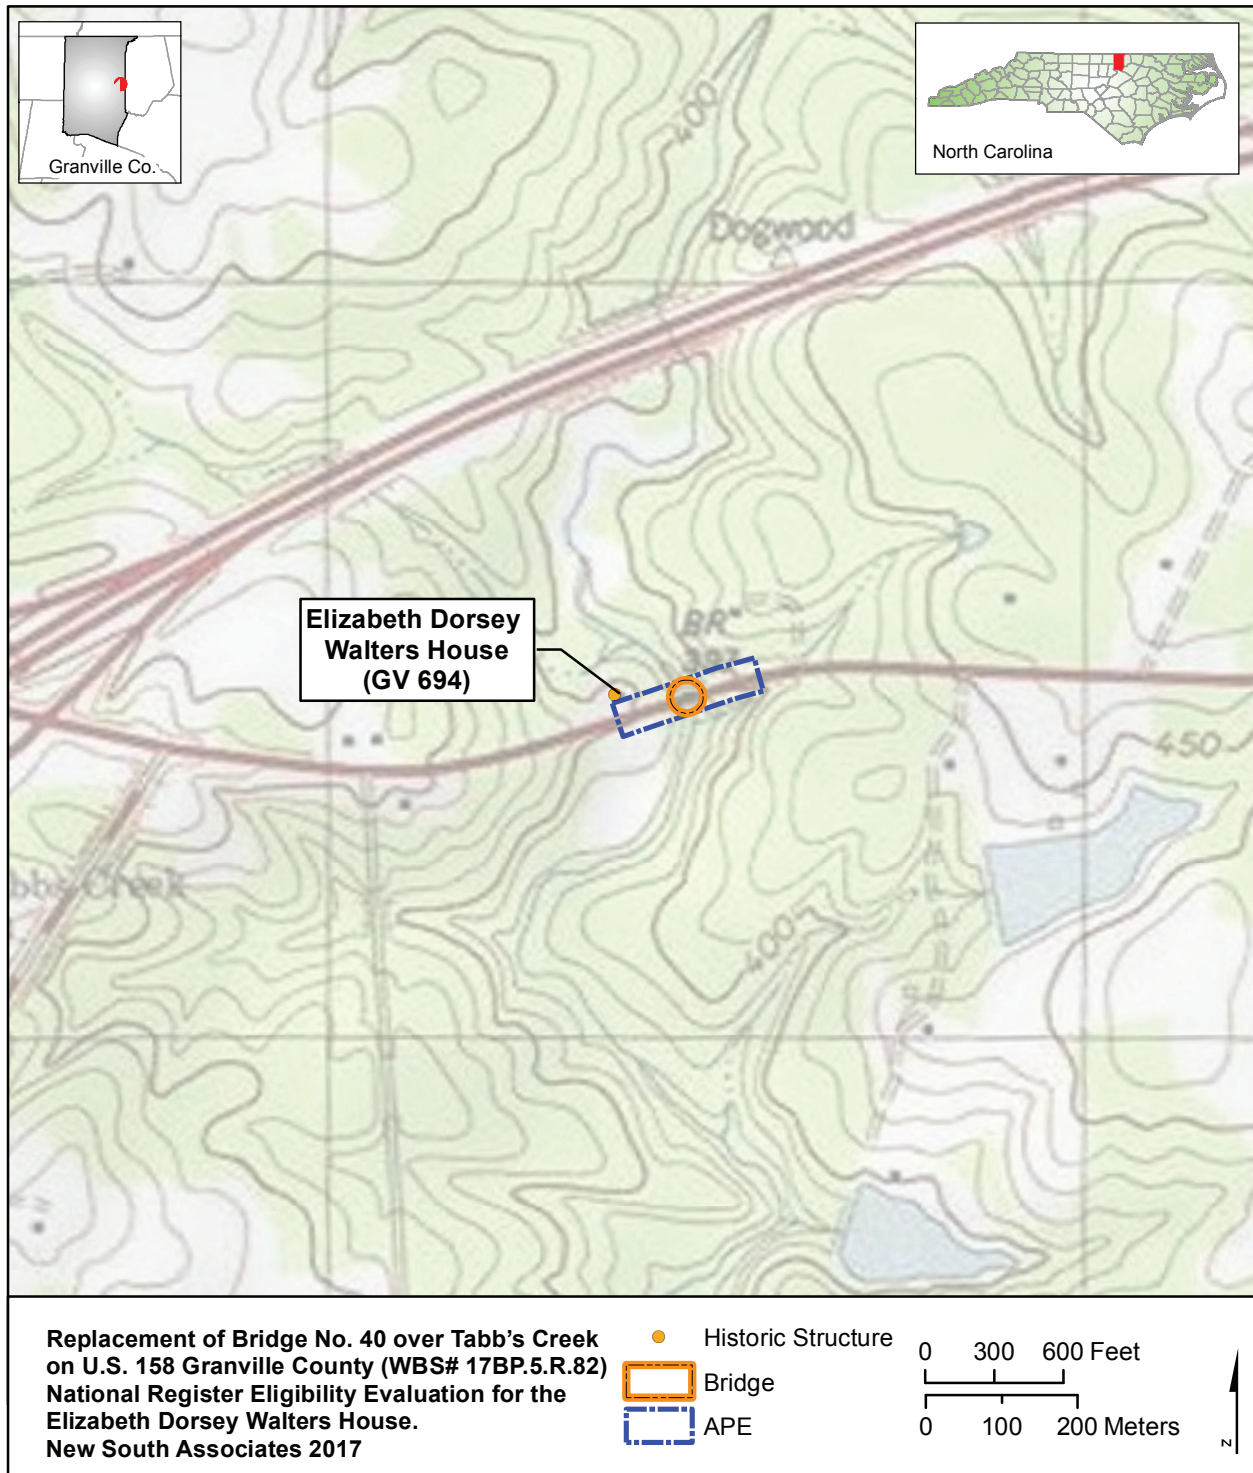 Granville Co.
North Carolina
400
Dogwood
Elizabeth Dorsey
Walters House
(GV 694)
BR
450
bbs Creek
400
Replacement of Bridge No. 40 over Tabb's Creek
on U.S. 158 Granville County (WBS# 17BP.5.R.82)
National Register Eligibility Evaluation for the
Elizabeth Dorsey Walters House.
New South Associates 2017
Historic Structure
Bridge
APE
0 300 600 Feet
0 100 200 Meters
N